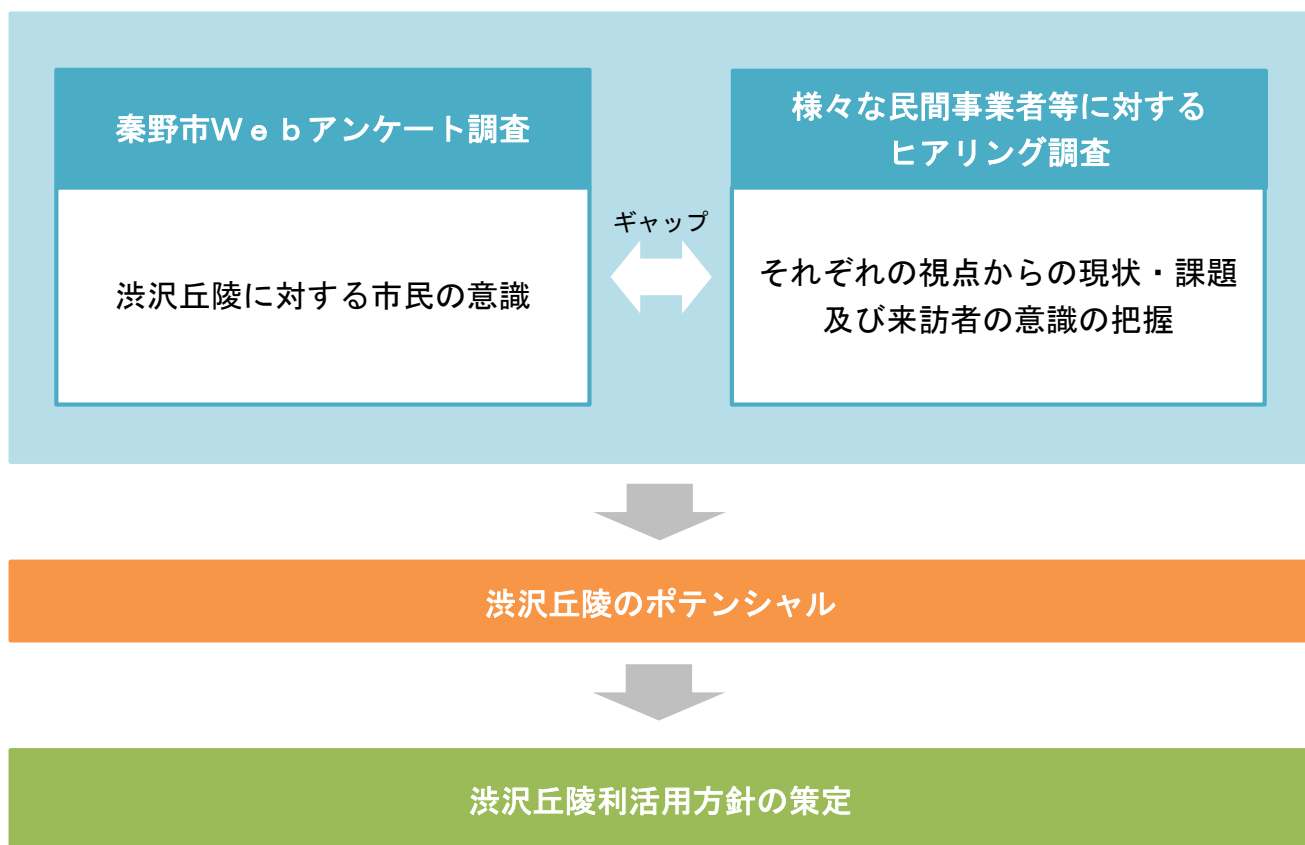 秦野市Ｗｅｂアンケート調査
渋沢丘陵に対する市民の意識
ギャップ
様々な民間事業者等に対する
ヒアリング調査
それぞれの視点からの現状・課題
及び来訪者の意識の把握
渋沢丘陵のポテンシャル
渋沢丘陵利活用方針の策定